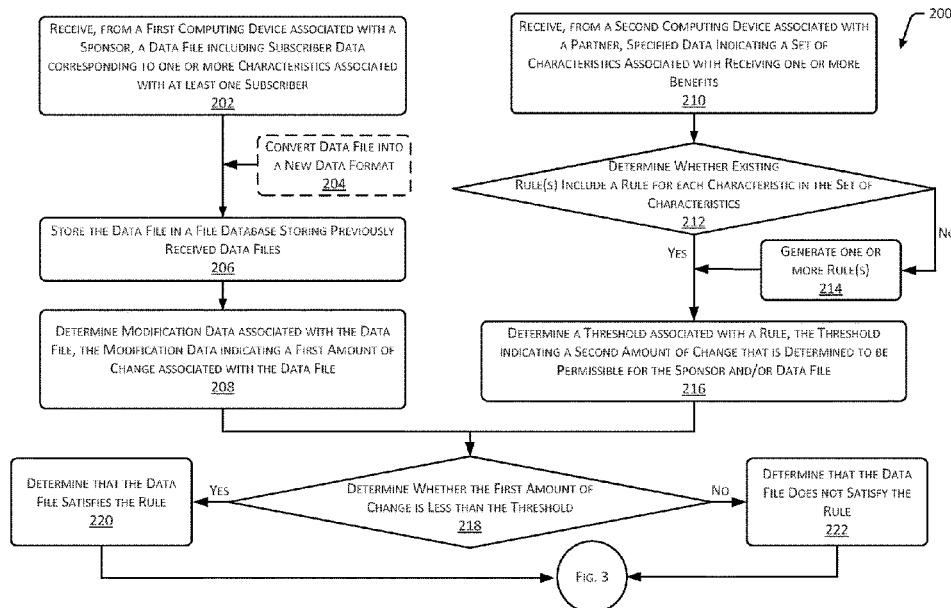 200
RECEIVE, FROM A FIRST COMPUTING DEVICE ASSOCIATED WITH A
SPONSOR, A DATA FILE INCLUDING SUBSCRIBER DATA
CORRESPONDING TO ONE OR MORE CHARACTERISTICS ASSOCIATED
WITH AT LEAST ONE SUBSCRIBER
202
CONVERT DATA FILE INTO
A NEW DATA FORMAT
204
STORE THE DATA FILE IN A FILE DATABASE STORING PREVIOUSLY
RECEIVED DATA FILES
206
DETERMINE MODIFICATION DATA ASSOCIATED WITH THE DATA
FILE, THE MODIFICATION DATA INDICATING A FIRST AMOUNT OF
CHANGE ASSOCIATED WITH THE DATA FILE
208
RECEIVE, FROM A SECOND COMPUTING DEVICE ASSOCIATED WITH
A PARTNER, SPECIFIED DATA INDICATING A SET OF
CHARACTERISTICS ASSOCIATED WITH RECEIVING ONE OR MORE
BENEFITS
210
DETERMINE WHETHER EXISTING
RULE(S) INCLUDE A RULE FOR EACH CHARACTERISTIC IN THE SET OF
CHARACTERISTICS
212
YES
NO
GENERATE ONE
OR MORE RULE(S)
214
DETERMINE A THRESHOLD ASSOCIATED WITH A RULE, THE THRESHOLD
INDICATING A SECOND AMOUNT OF CHANGE THAT IS DETERMINED TO BE
PERMISSIBLE FOR THE SPONSOR AND/OR DATA FILE
216
DETERMINE WHETHER THE FIRST AMOUNT OF
CHANGE IS LESS THAN THE THRESHOLD
218
YES
NO
DETERMINE THAT THE DATA
FILE SATISFIES THE RULE
220
DETERMINE THAT THE DATA
FILE DOES NOT SATISFY THE
RULE
222
FIG. 3